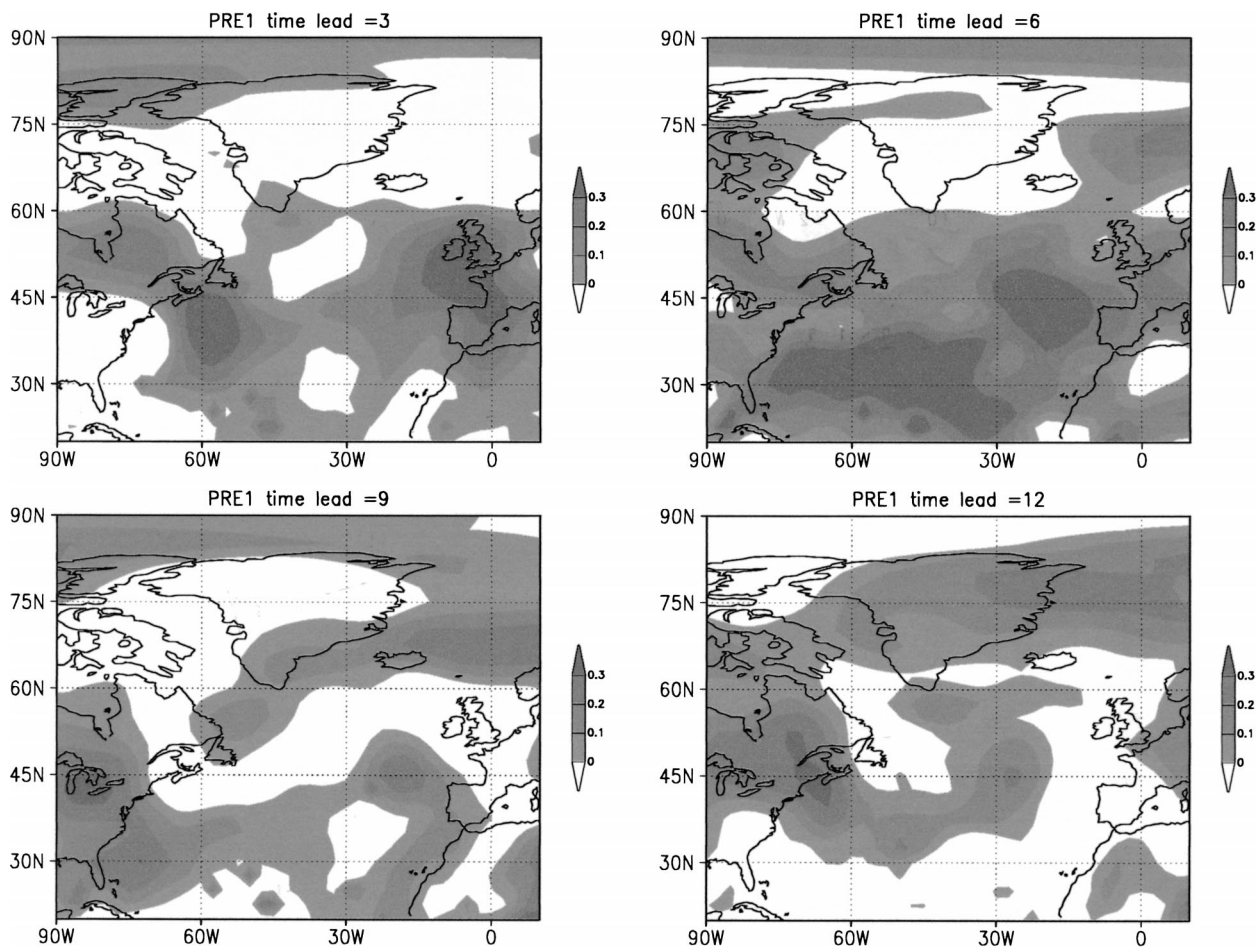 PRE1 time lead =3
90N
75N
60N
45N
30N
90W
60W
30W
0
0.3
0.2
0.1
0
PRE1 time lead =6
90N
75N
60N
45N
30N
90W
60W
30W
0
0.3
0.2
0.1
0
PRE1 time lead =9
90N
75N
60N
45N
30N
90W
60W
30W
0
0.3
0.2
0.1
0
PRE1 time lead =12
90N
75N
60N
45N
30N
90W
60W
30W
0
0.3
0.2
0.1
0